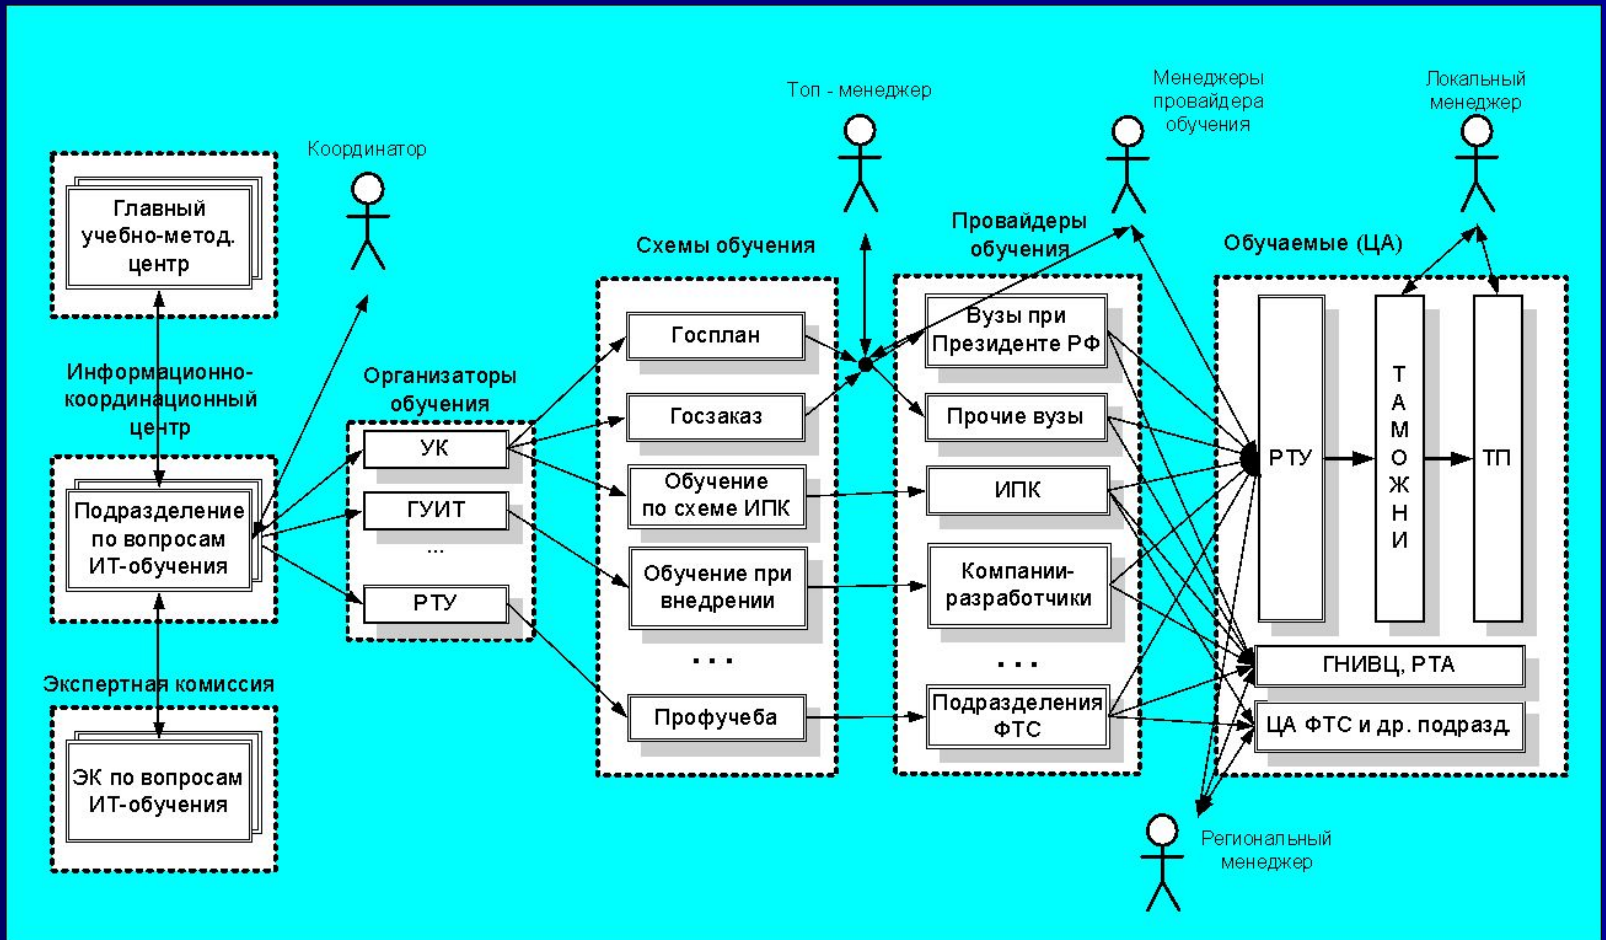 Главный
учебно-метод.
центр
Информационно-
координационный
центр
Подразделение
по вопросам
ИТ-обучения
Экспертная комиссия
ЭК по вопросам
ИТ-обучения
Координатор
Организаторы
обучения
УК
ГУИТ
...
РТУ
Схемы обучения
Госплан
Госзаказ
Обучение
по схеме ИПК
Обучение при
внедрении
...
Профучеба
Топ - менеджер
Провайдеры
обучения
Вузы при
Президенте РФ
Прочие вузы
ИПК
Компании-
разработчики
...
Подразделения
ФТС
Менеджеры
провайдера
обучения
Локальный
менеджер
Обучаемые (ЦА)
РТУ
ТАМОЖНИ
ТП
ГНИВЦ, РТА
ЦА ФТС и др. подразд.
Региональный
менеджер